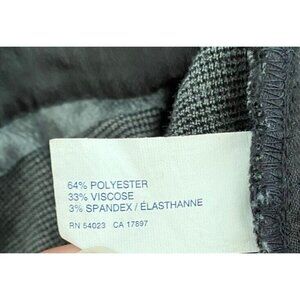 64% POLYESTER
33% VISCOSE
3% SPANDEX / ÉLASTHANNE
RN 54023 CA 17897